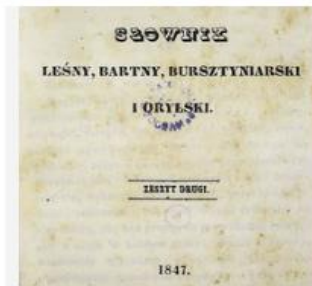 SŁOWNIK
LEŚNY, BARTNY, BURSZTYNIARSKI
I ORYLSKI.
ZESZYT DRUGI.
1847.